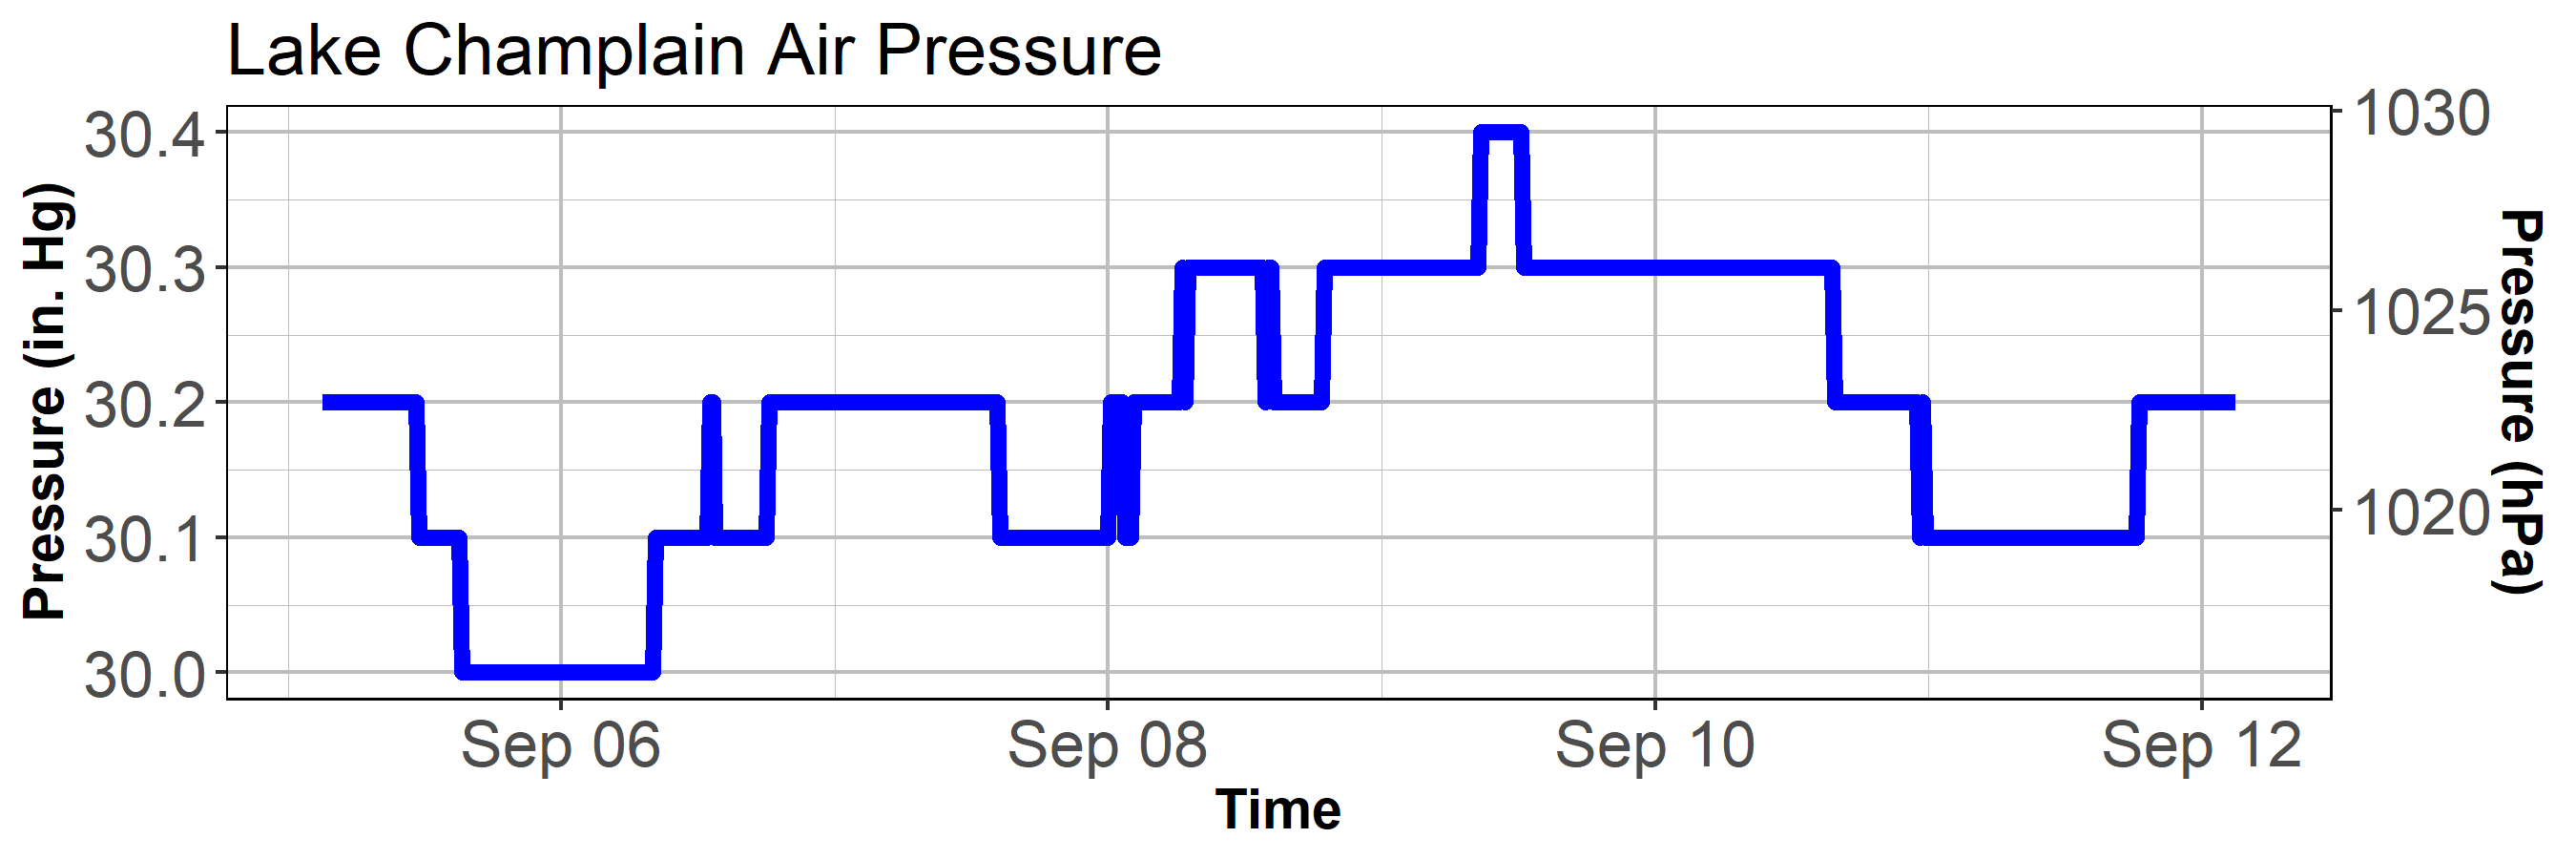 Lake Champlain Air Pressure
30.4
30.3
30.2
30.1
30.0
Pressure (in. Hg)
1030
1025
1020
Pressure (hPa)
Sep 06
Sep 08
Sep 10
Sep 12
Time